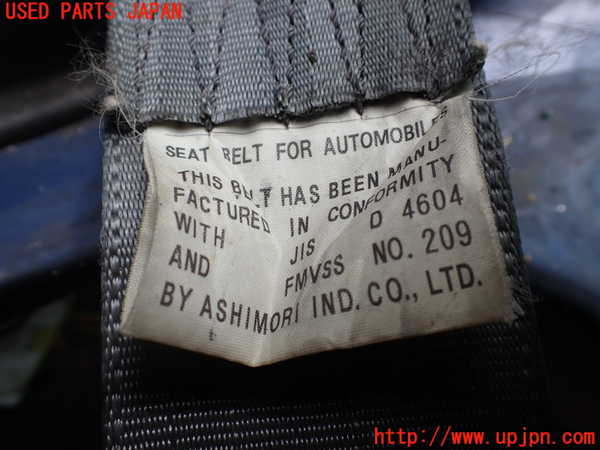 USED PARTS JAPAN
SEAT BELT FOR AUTOMOBILES
THIS BELT HAS BEEN MANU-
FACTURED IN CONFORMITY
WITH JIS D 4604
AND FMVSS NO. 209
BY ASHIMORI IND. CO., LTD.
http://www.upjpn.com/